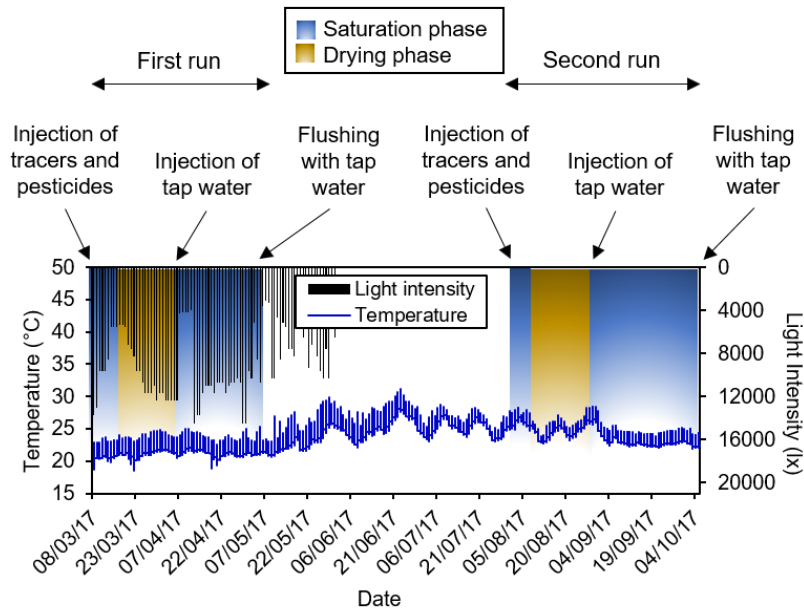 Saturation phase
Drying phase
First run
Second run
Injection of
tracers and
pesticides
Injection of
tap water
Flushing
with tap
water
Injection of
tracers and
pesticides
Injection of
tap water
Flushing
with tap
water
Light intensity
Temperature
Temperature (°C)
50
45
40
35
30
25
20
15
Light Intensity (lx)
0
4000
8000
12000
16000
20000
08/03/17
23/03/17
07/04/17
22/04/17
07/05/17
22/05/17
06/06/17
21/06/17
06/07/17
21/07/17
05/08/17
20/08/17
04/09/17
19/09/17
04/10/17
Date